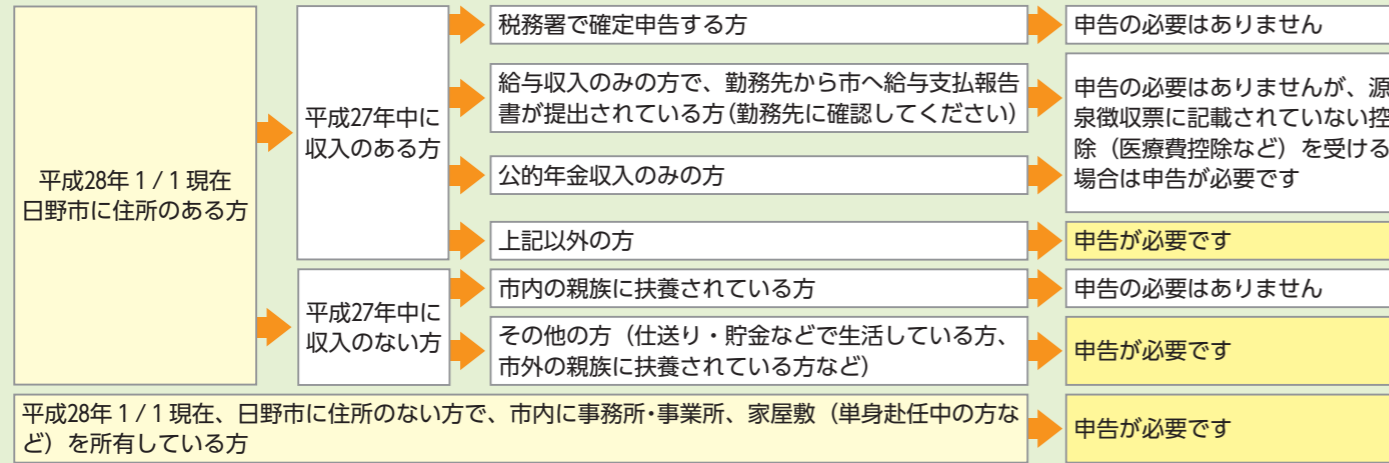 平成28年 1 / 1 現在
日野市に住所のある方
平成27年中に
収入のある方
税務署で確定申告する方
申告の必要はありません
給与収入のみの方で、勤務先から市へ給与支払報告
書が提出されている方（勤務先に確認してください）
公的年金収入のみの方
申告の必要はありませんが、源
泉徴収票に記載されていない控
除（医療費控除など）を受ける
場合は申告が必要です
上記以外の方
申告が必要です
平成27年中に
収入のない方
市内の親族に扶養されている方
申告の必要はありません
その他の方（仕送り・貯金などで生活している方、
市外の親族に扶養されている方など）
申告が必要です
平成28年 1 / 1 現在、日野市に住所のない方で、市内に事務所・事業所、家屋敷（単身赴任中の方な
ど）を所有している方
申告が必要です